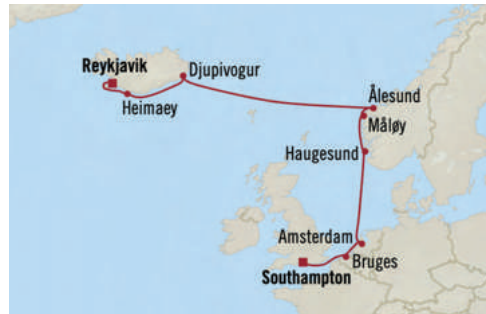 Reykjavik
Djupivogur
Heimaey
Ålesund
Måløy
Haugesund
Amsterdam
Bruges
Southampton